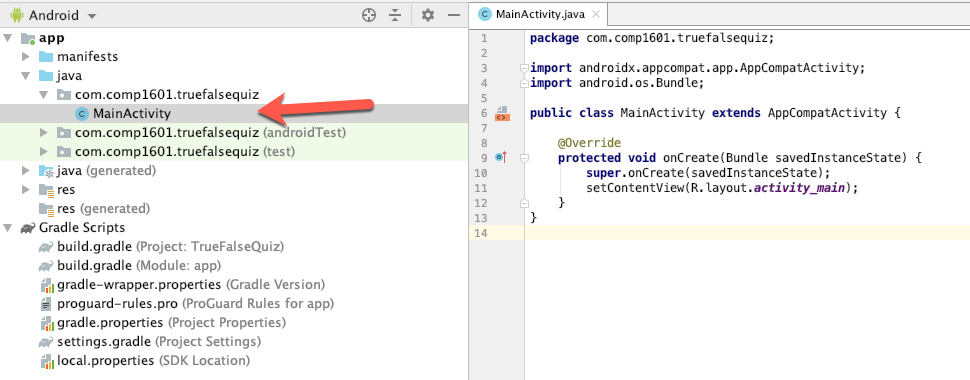 Android
app
manifests
java
com.comp1601.truefalsequiz
C MainActivity
com.comp1601.truefalsequiz (androidTest)
com.comp1601.truefalsequiz (test)
java (generated)
res
res (generated)
Gradle Scripts
build.gradle (Project: TrueFalseQuiz)
build.gradle (Module: app)
gradle-wrapper.properties (Gradle Version)
proguard-rules.pro (ProGuard Rules for app)
gradle.properties (Project Properties)
settings.gradle (Project Settings)
local.properties (SDK Location)
C MainActivity.java ×
1 package com.comp1601.truefalsequiz;
2
3 import androidx.appcompat.app.AppCompatActivity;
4 import android.os.Bundle;
5
6 public class MainActivity extends AppCompatActivity {
7
8 @Override
9 protected void onCreate(Bundle savedInstanceState) {
10 super.onCreate(savedInstanceState);
11 setContentView(R.layout.activity_main);
12 }
13 }
14